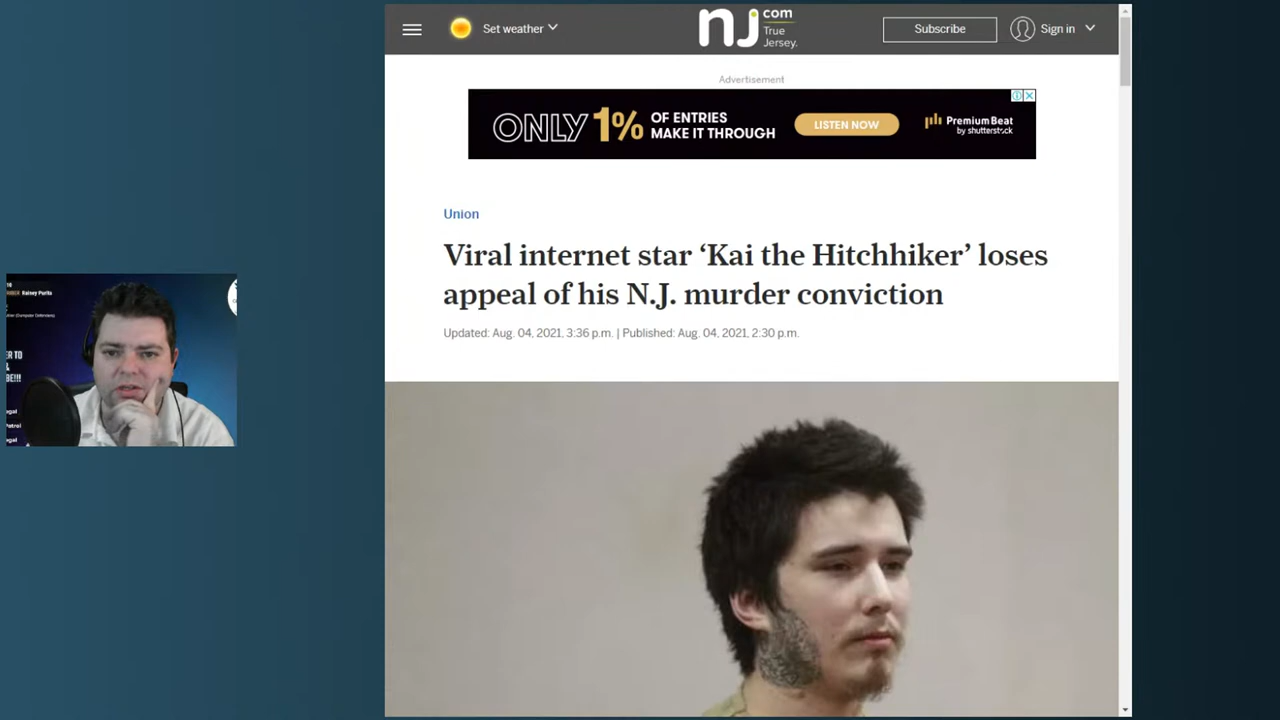 Set weather
nj
com
True
Jersey.
Subscribe
Sign in
Advertisement
ONLY 1% OF ENTRIES
MAKE IT THROUGH
LISTEN NOW
PremiumBeat
by shutterstock
Union
Viral internet star ‘Kai the Hitchhiker’ loses
appeal of his N.J. murder conviction
Updated: Aug. 04, 2021, 3:36 p.m. | Published: Aug. 04, 2021, 2:30 p.m.